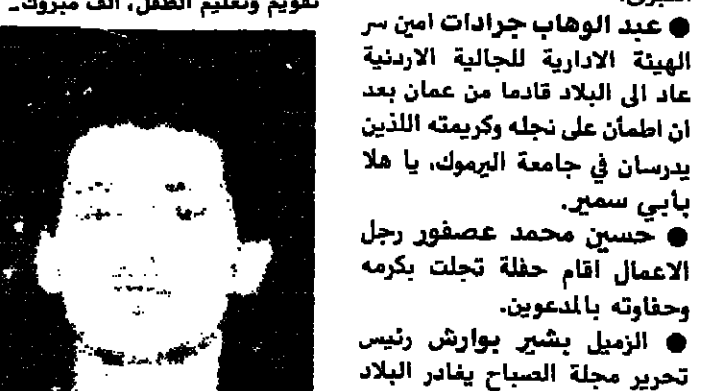 ● عبد الوهاب جرادات امين سر
الهيئة الادارية للجالية الاردنية
عاد الى البلاد قادما من عمان بعد
ان اطمأن على نجله وكريمته اللذين
يدرسان في جامعة اليرموك، يا هلا
بأبي سمير.
● حسين محمد عصفور رجل
الاعمال اقام حفلة تجلت بكرمه
وحفاوته بالمدعوين.
● الزميل بشير بوارش رئيس
تحرير مجلة الصباح يغادر البلاد
تقويم وتعليم الطفل، الف مبروك-